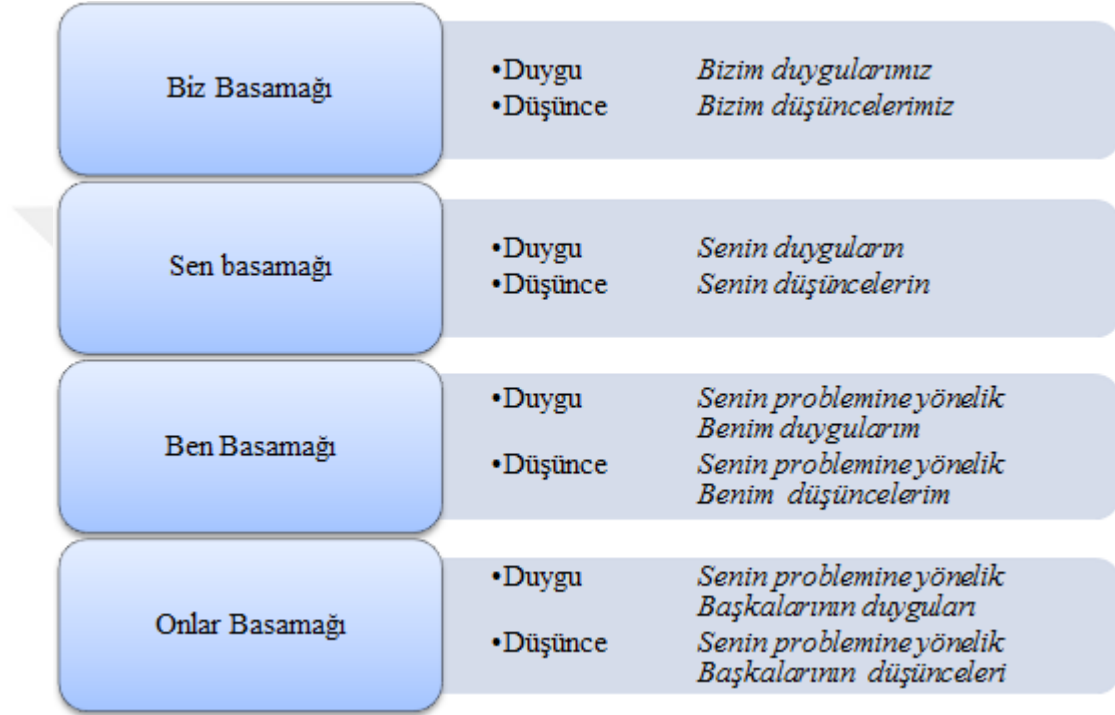 Biz Basamağı
•Duygu Bizim duygularımız
•Düşünce Bizim düşüncelerimiz
Sen basamağı
•Duygu Senin duyguların
•Düşünce Senin düşüncelerin
Ben Basamağı
•Duygu Senin problemine yönelik
Benim duygularım
•Düşünce Senin problemine yönelik
Benim düşüncelerim
Onlar Basamağı
•Duygu Senin problemine yönelik
Başkalarının duyguları
•Düşünce Senin problemine yönelik
Başkalarının düşünceleri